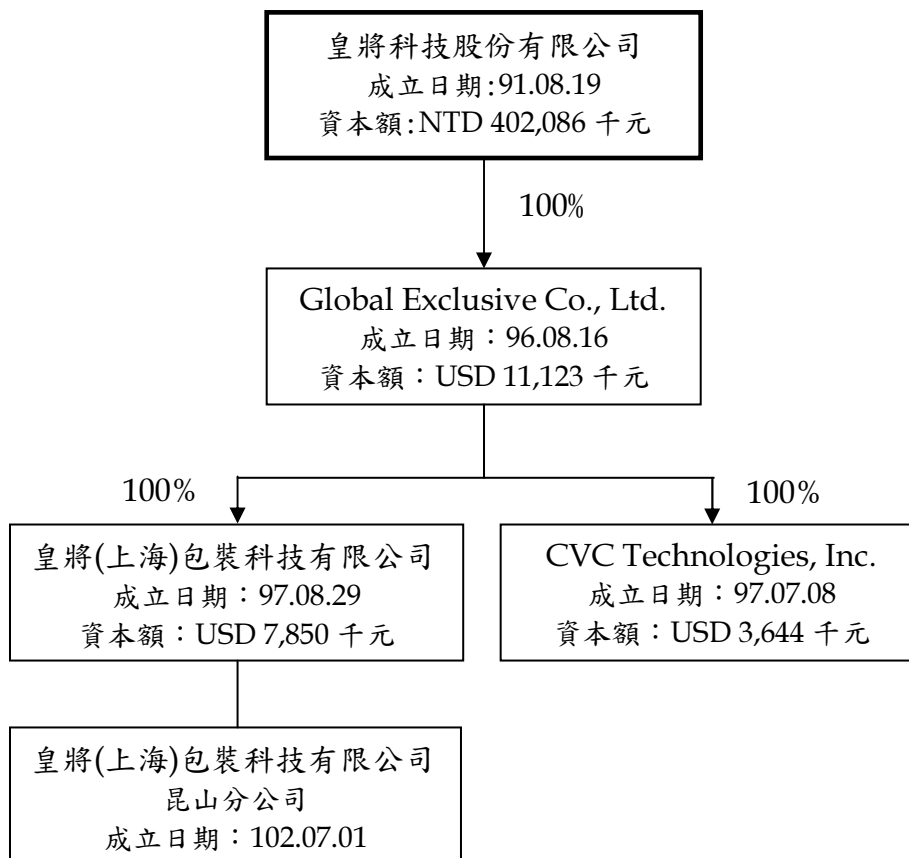 皇將科技股份有限公司
成立日期:91.08.19
資本額:NTD 402,086 千元
100%
Global Exclusive Co., Ltd.
成立日期：96.08.16
資本額：USD 11,123 千元
100%
100%
皇將(上海)包裝科技有限公司
成立日期：97.08.29
資本額：USD 7,850 千元
CVC Technologies, Inc.
成立日期：97.07.08
資本額：USD 3,644 千元
皇將(上海)包裝科技有限公司
昆山分公司
成立日期：102.07.01